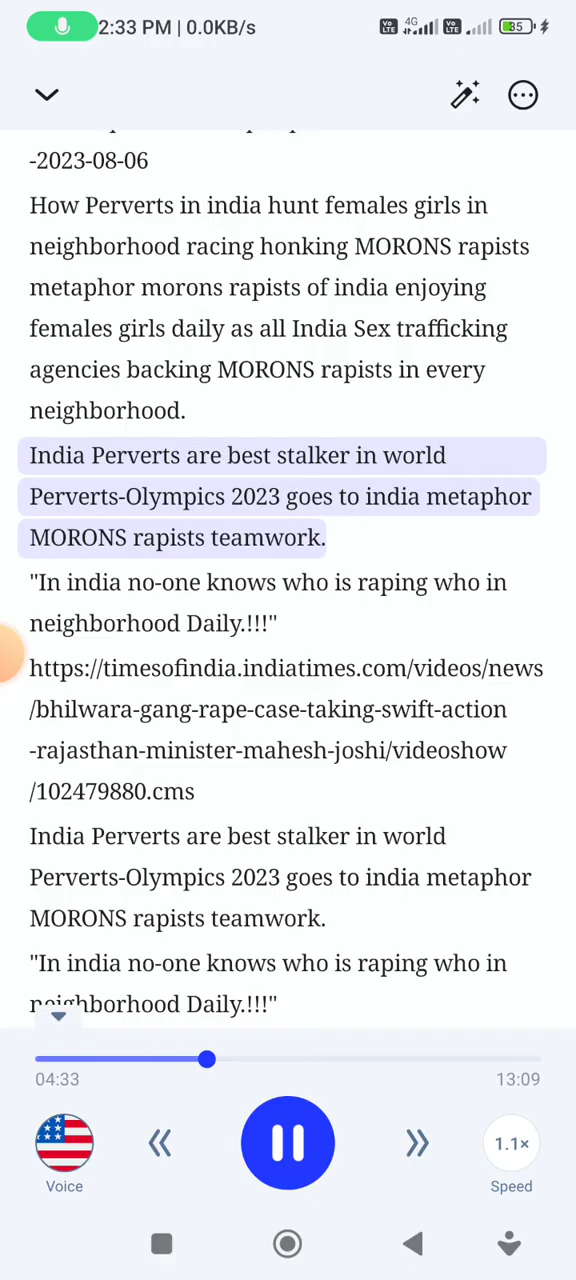 2:33 PM | 0.0KB/s
Vo LTE 4G Vo LTE 35
-2023-08-06
How Perverts in india hunt females girls in
neighborhood racing honking MORONS rapists
metaphor morons rapists of india enjoying
females girls daily as all India Sex trafficking
agencies backing MORONS rapists in every
neighborhood.
India Perverts are best stalker in world
Perverts-Olympics 2023 goes to india metaphor
MORONS rapists teamwork.
"In india no-one knows who is raping who in
neighborhood Daily.!!!"
https://timesofindia.indiatimes.com/videos/news
/bhilwara-gang-rape-case-taking-swift-action
-rajasthan-minister-mahesh-joshi/videoshow
/102479880.cms
India Perverts are best stalker in world
Perverts-Olympics 2023 goes to india metaphor
MORONS rapists teamwork.
"In india no-one knows who is raping who in
neighborhood Daily.!!!"
04:33
13:09
1.1×
Voice
Speed